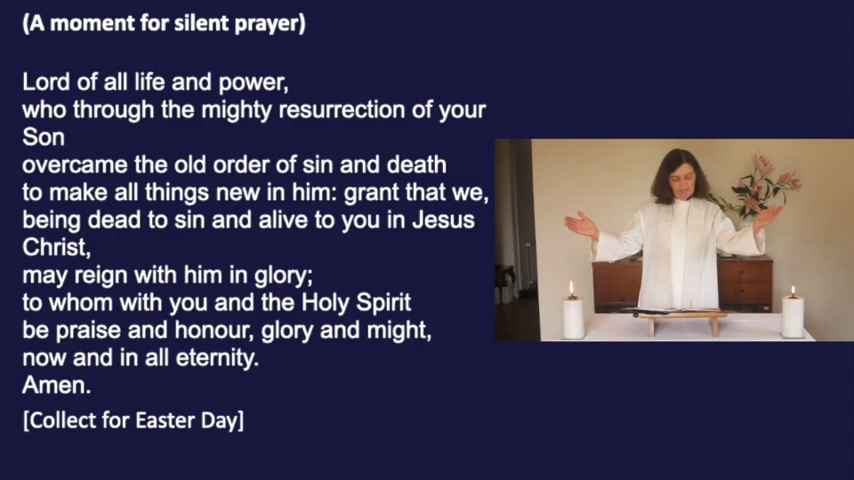 (A moment for silent prayer)
Lord of all life and power,
who through the mighty resurrection of your
Son
overcame the old order of sin and death
to make all things new in him: grant that we,
being dead to sin and alive to you in Jesus
Christ,
may reign with him in glory;
to whom with you and the Holy Spirit
be praise and honour, glory and might,
now and in all eternity.
Amen.
[Collect for Easter Day]